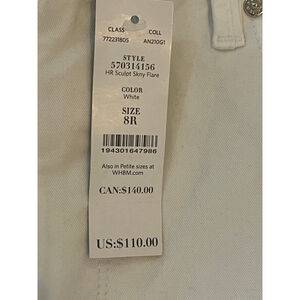 CLASS COLL
772231805 AN210G1
STYLE
570314156
HR Sculpt Skny Flare
COLOR
White
SIZE
8R
194301647986
Also in Petite sizes at
WHBM.com
CAN:$140.00
US:$110.00